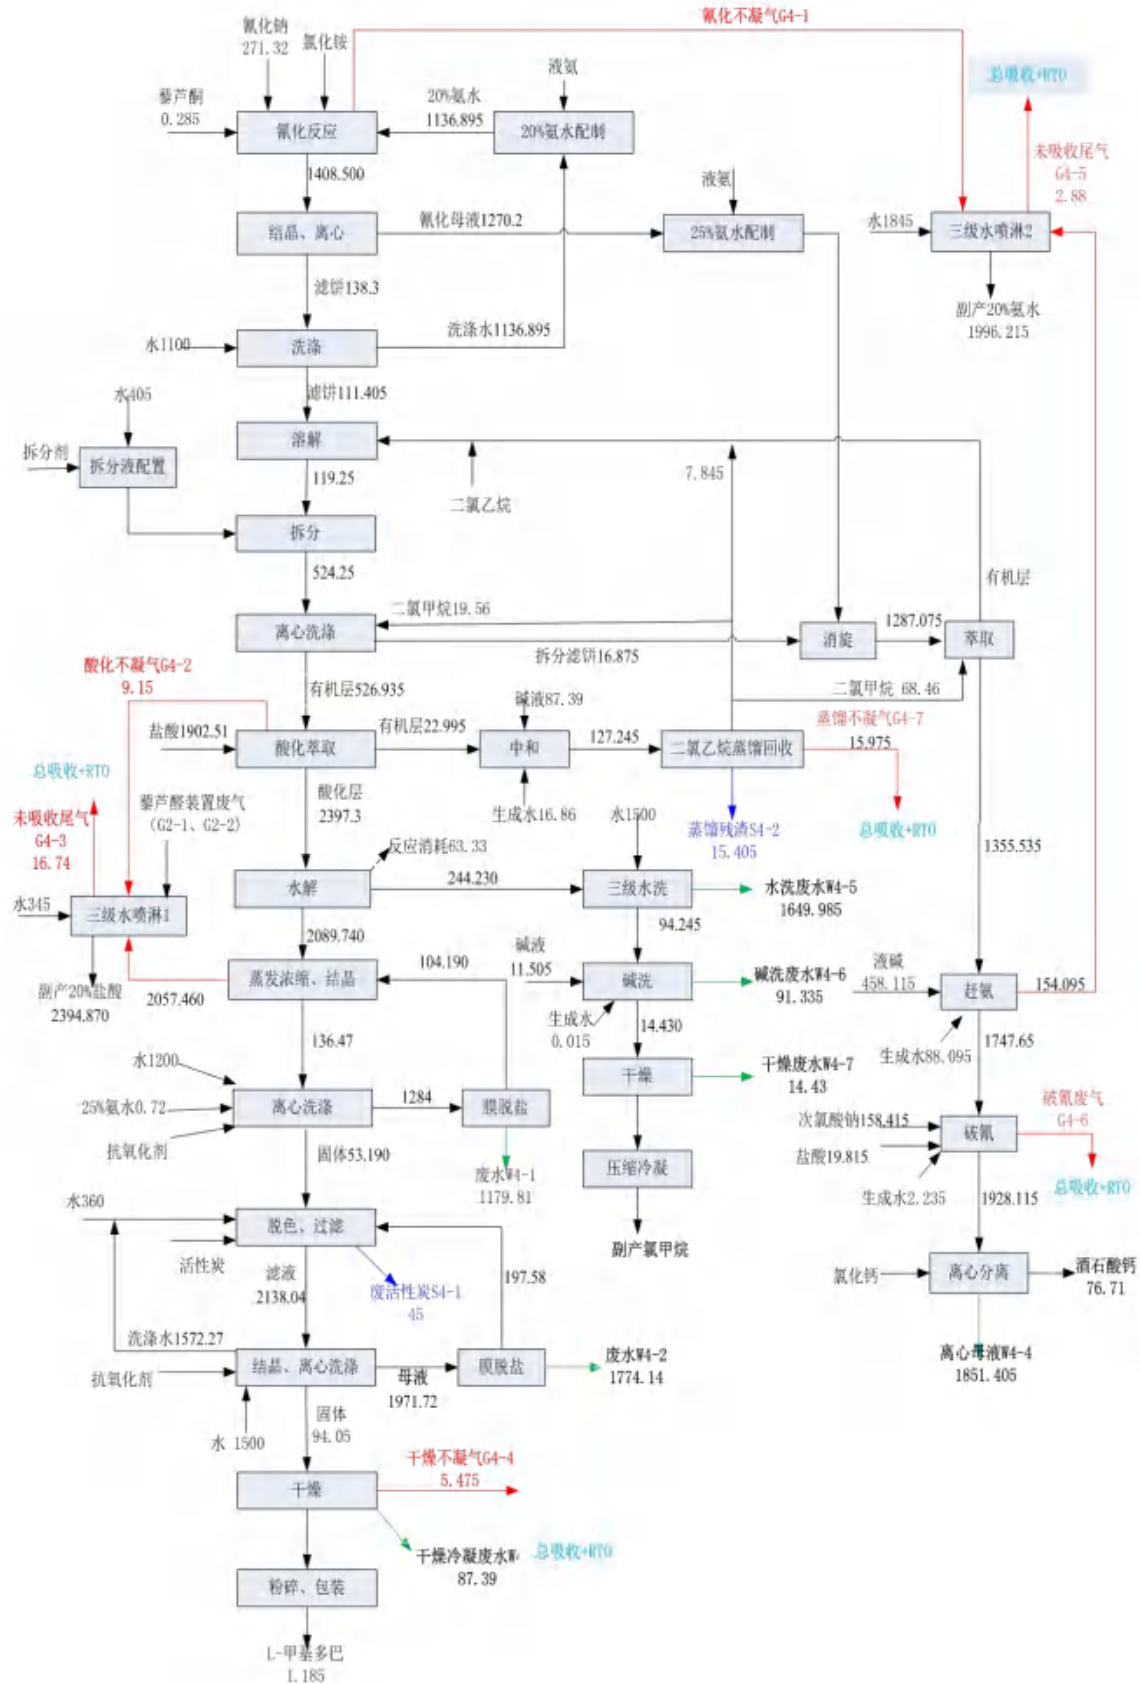 氰化不凝气G4-1
氰化钠
271.32
氯化铵
液氨
总吸收+RTO
藜芦酮
0.285
20%氨水
1136.895
氰化反应
20%氨水配制
未吸收尾气
G4-5
2.88
1408.500
液氨
结晶、离心
氰化母液1270.2
25%氨水配制
水1845
三级水喷淋2
滤饼138.3
副产20%氨水
1996.215
水1100
洗涤
洗涤水1136.895
滤饼111.405
水405
拆分剂
拆分液配置
溶解
119.25
7.845
二氯乙烷
拆分
524.25
有机层
二氯甲烷19.56
离心洗涤
消旋
1287.075
萃取
拆分滤饼16.875
酸化不凝气G4-2
9.15
有机层526.935
碱液87.39
二氯甲烷 68.46
蒸馏不凝气G4-7
15.975
盐酸1902.51
酸化萃取
有机层22.995
中和
127.245
二氯乙烷蒸馏回收
总吸收+RTO
酸化层
2397.3
藜芦醛装置废气
（G2-1、G2-2）
生成水16.86
水1500
蒸馏残渣S4-2
15.405
总吸收+RTO
未吸收尾气
G4-3
16.74
反应消耗63.33
1355.535
水解
244.230
三级水洗
水洗废水W4-5
1649.985
水345
三级水喷淋1
2089.740
94.245
碱液
11.505
104.190
蒸发浓缩、结晶
碱洗
碱洗废水W4-6
91.335
液碱
458.115
赶氨
154.095
副产20%盐酸
2394.870
2057.460
生成水
0.015
14.430
136.47
生成水88.095
1747.65
水1200
干燥
干燥废水W4-7
14.43
25%氨水0.72
离心洗涤
1284
膜脱盐
次氯酸钠158.415
破氰
破氰废气
G4-6
抗氧化剂
固体53.190
盐酸19.815
废水W4-1
1179.81
压缩冷凝
生成水2.235
总吸收+RTO
1928.115
水360
脱色、过滤
副产氯甲烷
活性炭
滤液
2138.04
废活性炭S4-1
45
197.58
氯化钙
离心分离
酒石酸钙
76.71
洗涤水1572.27
结晶、离心洗涤
母液
1971.72
膜脱盐
废水W4-2
1774.14
离心母液W4-4
1851.405
抗氧化剂
水 1500
固体
94.05
干燥不凝气G4-4
5.475
干燥
干燥冷凝废水W
87.39
总吸收+RTO
粉碎、包装
L-甲基多巴
1.185